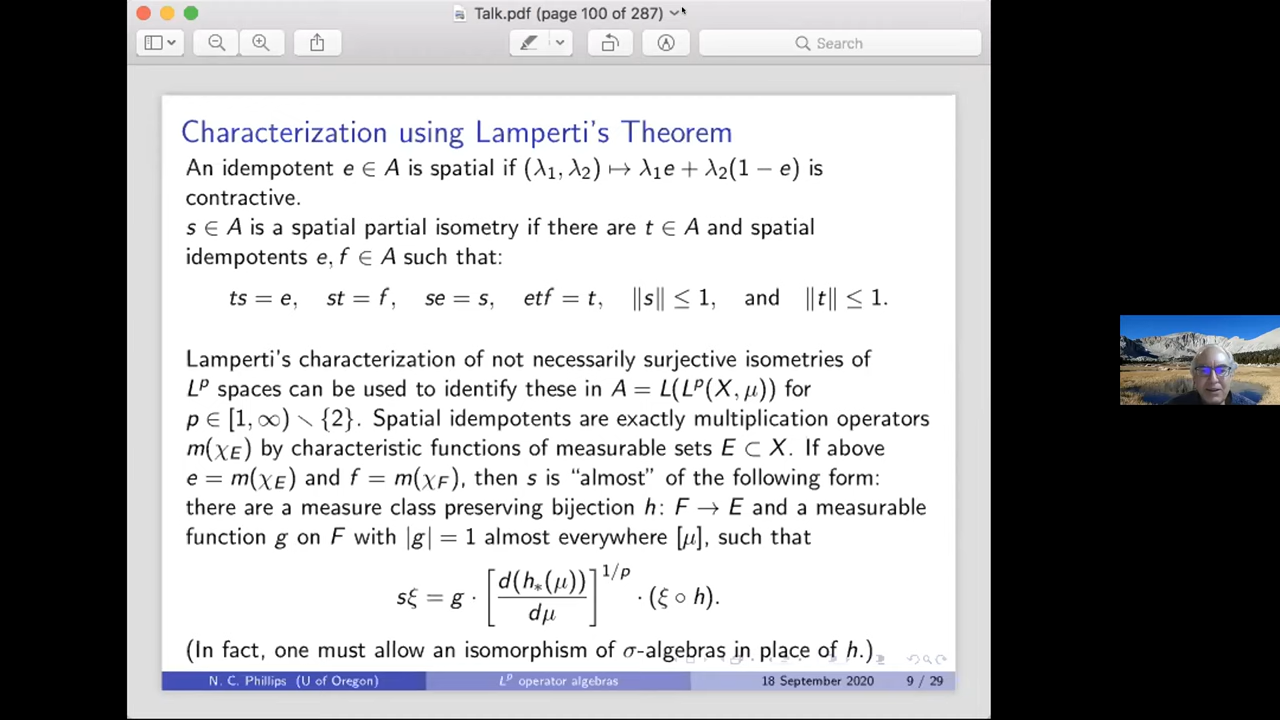 Talk.pdf (page 100 of 287)
Search
Characterization using Lamperti's Theorem
An idempotent e ∈ A is spatial if (λ₁, λ₂) ↦ λ₁e + λ₂(1 − e) is
contractive.
s ∈ A is a spatial partial isometry if there are t ∈ A and spatial
idempotents e, f ∈ A such that:
ts = e, st = f, se = s, etf = t, ‖s‖ ≤ 1, and ‖t‖ ≤ 1.
Lamperti's characterization of not necessarily surjective isometries of
Lᵖ spaces can be used to identify these in A = L(Lᵖ(X, μ)) for
p ∈ [1, ∞) ∖ {2}. Spatial idempotents are exactly multiplication operators
m(χ_E) by characteristic functions of measurable sets E ⊂ X. If above
e = m(χ_E) and f = m(χ_F), then s is “almost” of the following form:
there are a measure class preserving bijection h: F → E and a measurable
function g on F with |g| = 1 almost everywhere [μ], such that
sξ = g · [d(h_*(μ))/dμ]^{1/p} · (ξ ∘ h).
(In fact, one must allow an isomorphism of σ-algebras in place of h.)
N. C. Phillips (U of Oregon) Lᵖ operator algebras 18 September 2020 9 / 29